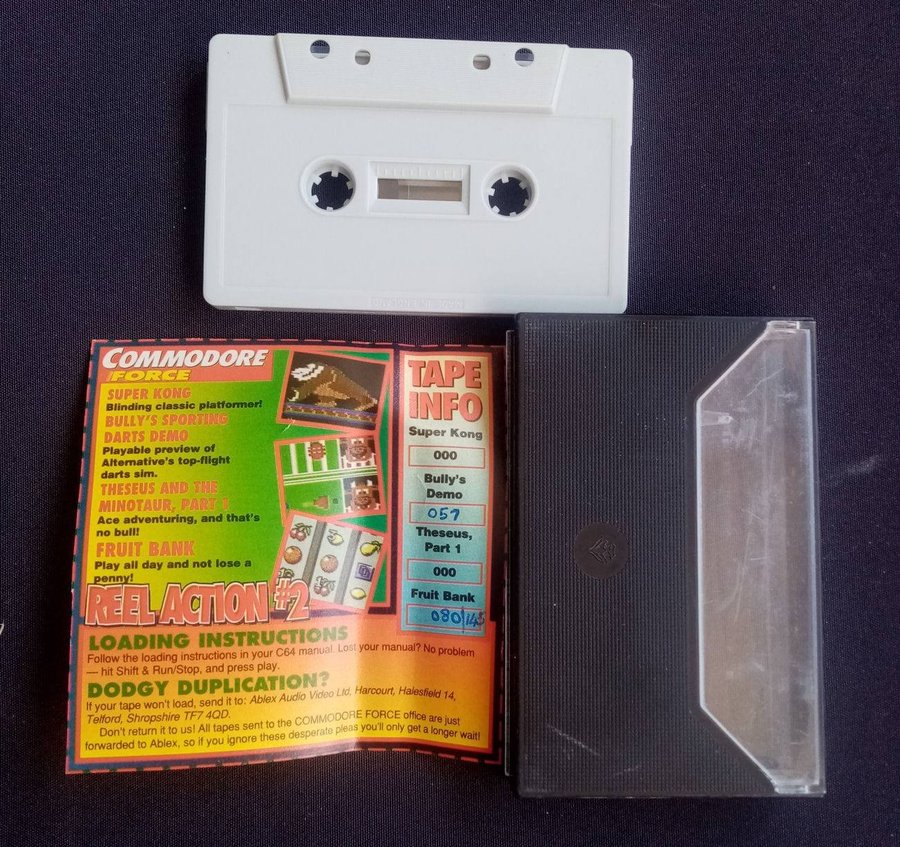 COMMODORE
FORCE
SUPER KONG
Blinding classic platformer!
BULLY'S SPORTING
DARTS DEMO
Playable preview of
Alternative's top-flight
darts sim.
THESEUS AND THE
MINOTAUR, PART 1
Ace adventuring, and that's
no bull!
FRUIT BANK
Play all day and not lose a
penny!
REEL ACTION #2
TAPE
INFO
Super Kong
000
Bully's
Demo
057
Theseus,
Part 1
000
Fruit Bank
080/145
LOADING INSTRUCTIONS
Follow the loading instructions in your C64 manual. Lost your manual? No problem
— hit Shift & Run/Stop, and press play.
DODGY DUPLICATION?
If your tape won't load, send it to: Ablex Audio Video Ltd, Harcourt, Halesfield 14,
Telford, Shropshire TF7 4QD.
Don't return it to us! All tapes sent to the COMMODORE FORCE office are just
forwarded to Ablex, so if you ignore these desperate pleas you'll only get a longer wait!